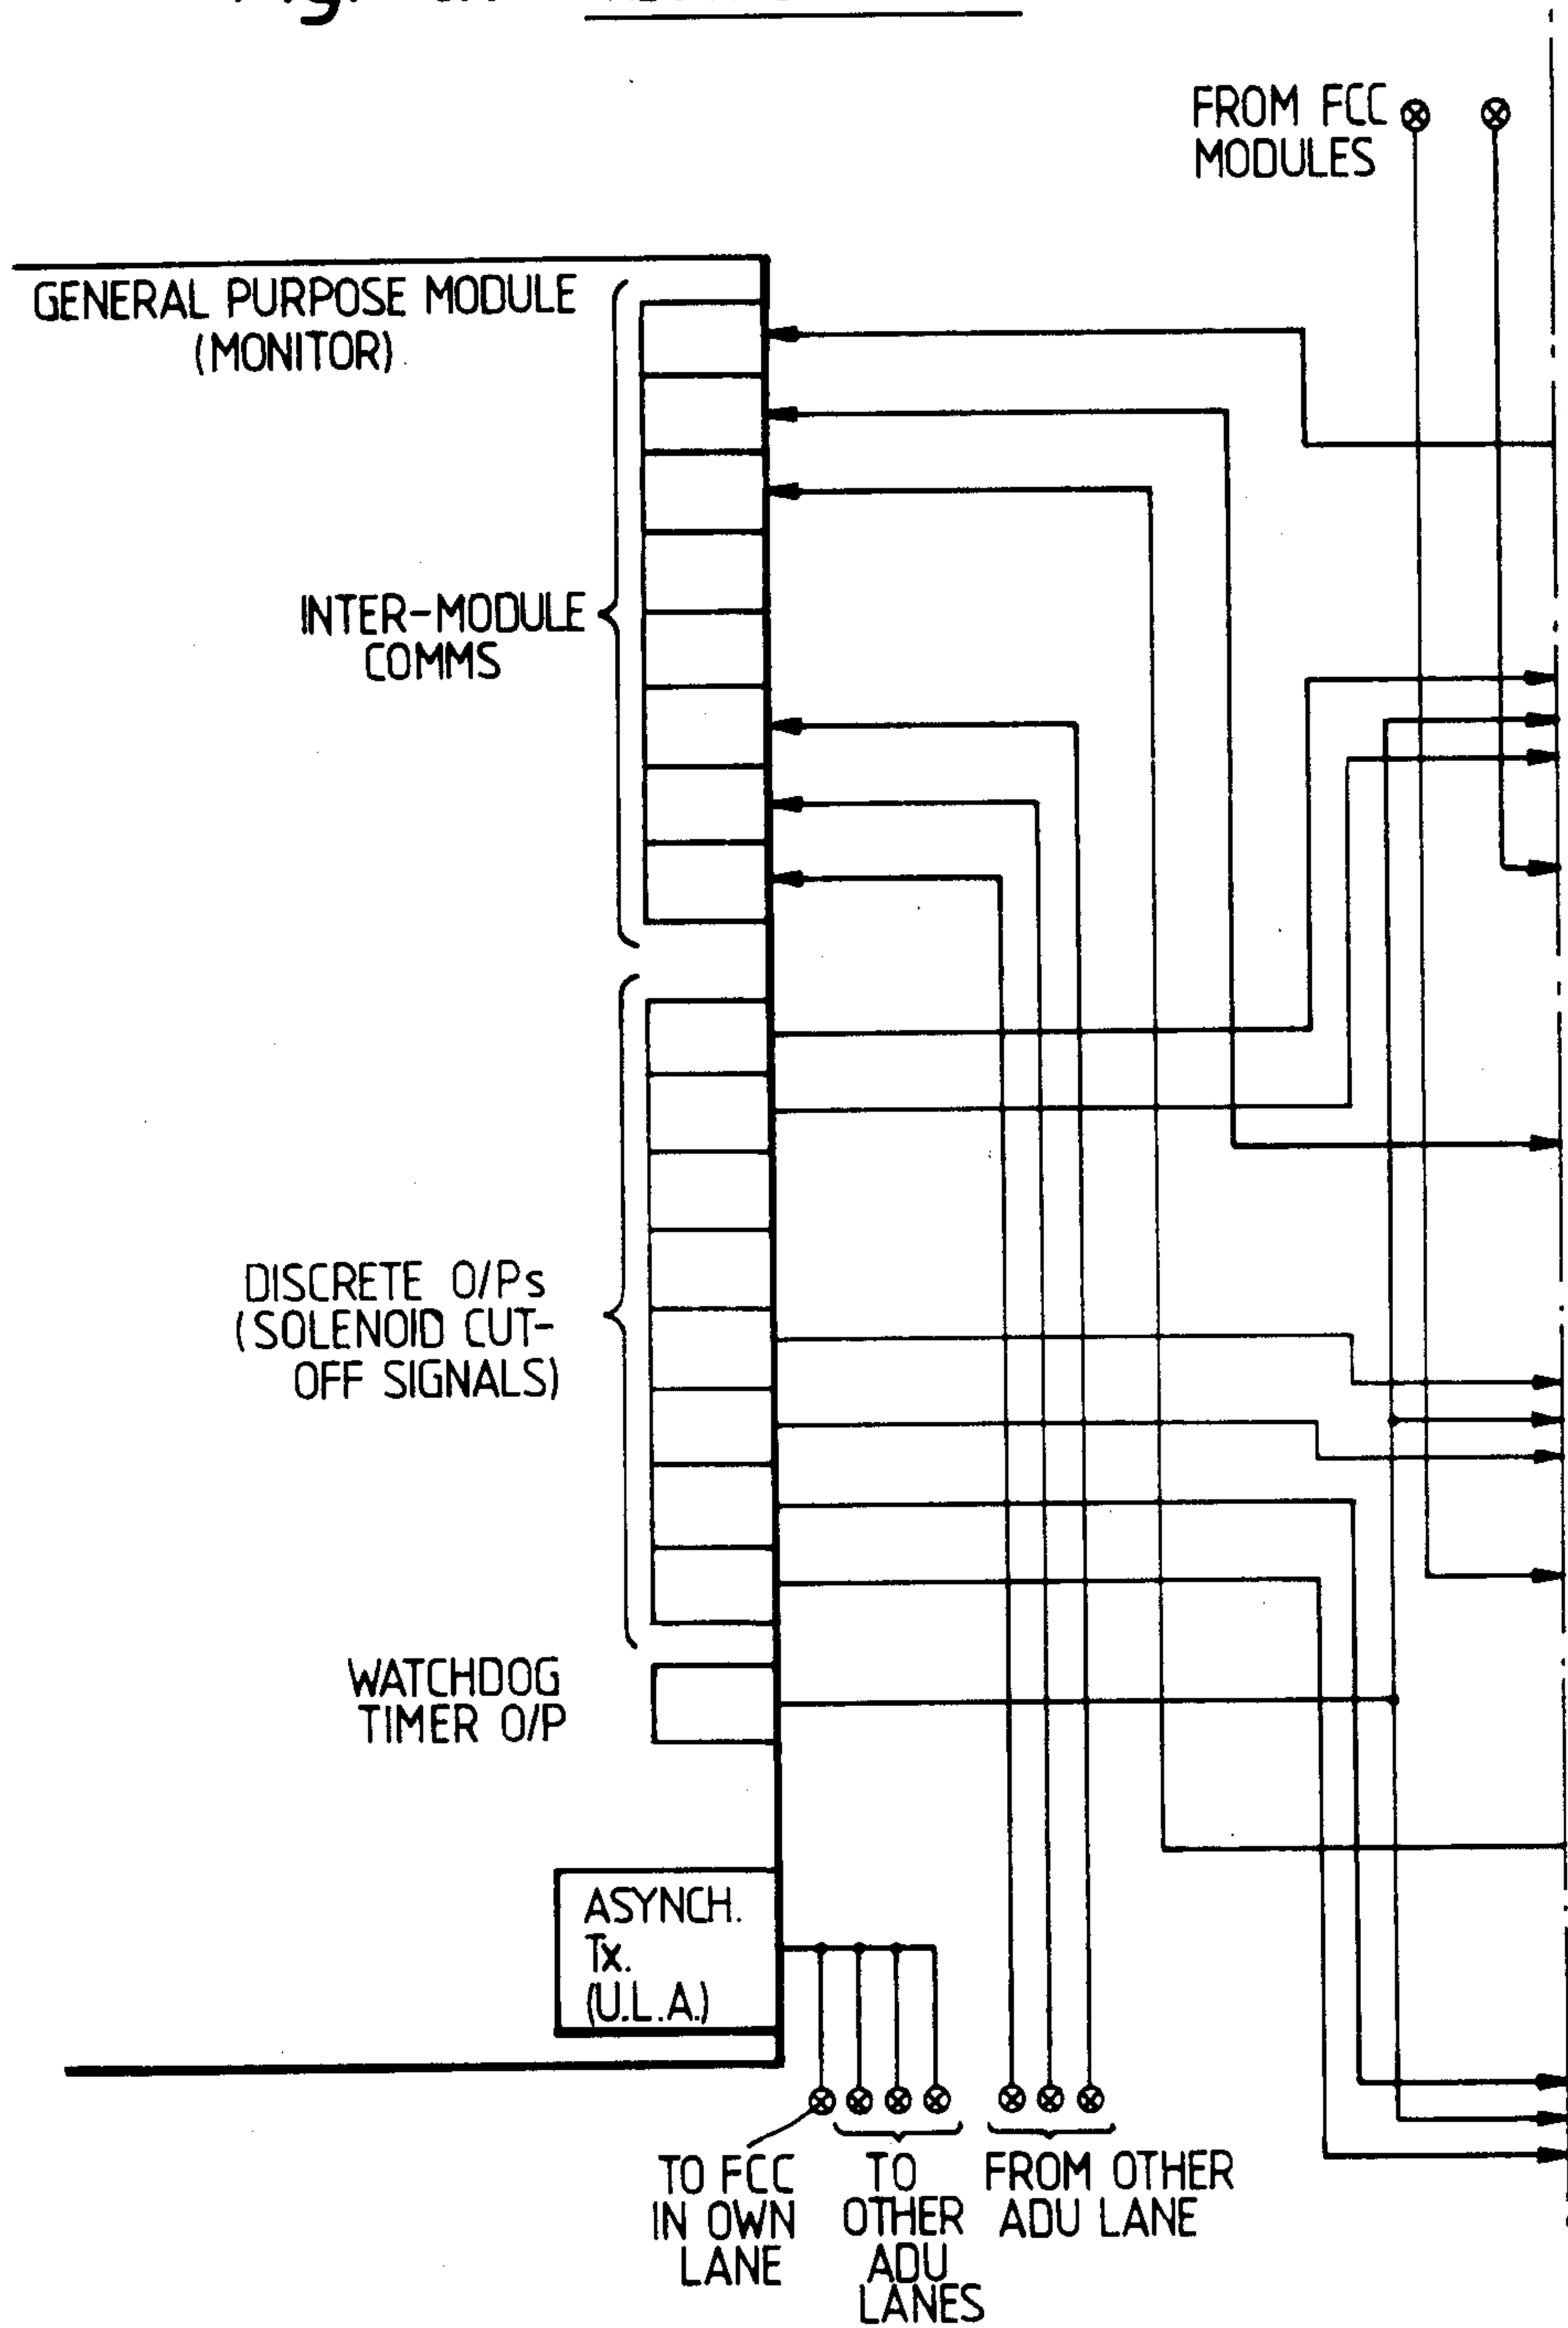 Fig.
FROM FCC
MODULES
GENERAL PURPOSE MODULE
(MONITOR)
INTER-MODULE
COMMS
DISCRETE O/Ps
(SOLENOID CUT-
OFF SIGNALS)
WATCHDOG
TIMER O/P
ASYNCH.
Tx.
(U.L.A.)
TO FCC
IN OWN
LANE
TO
OTHER
ADU
LANES
FROM OTHER
ADU LANE